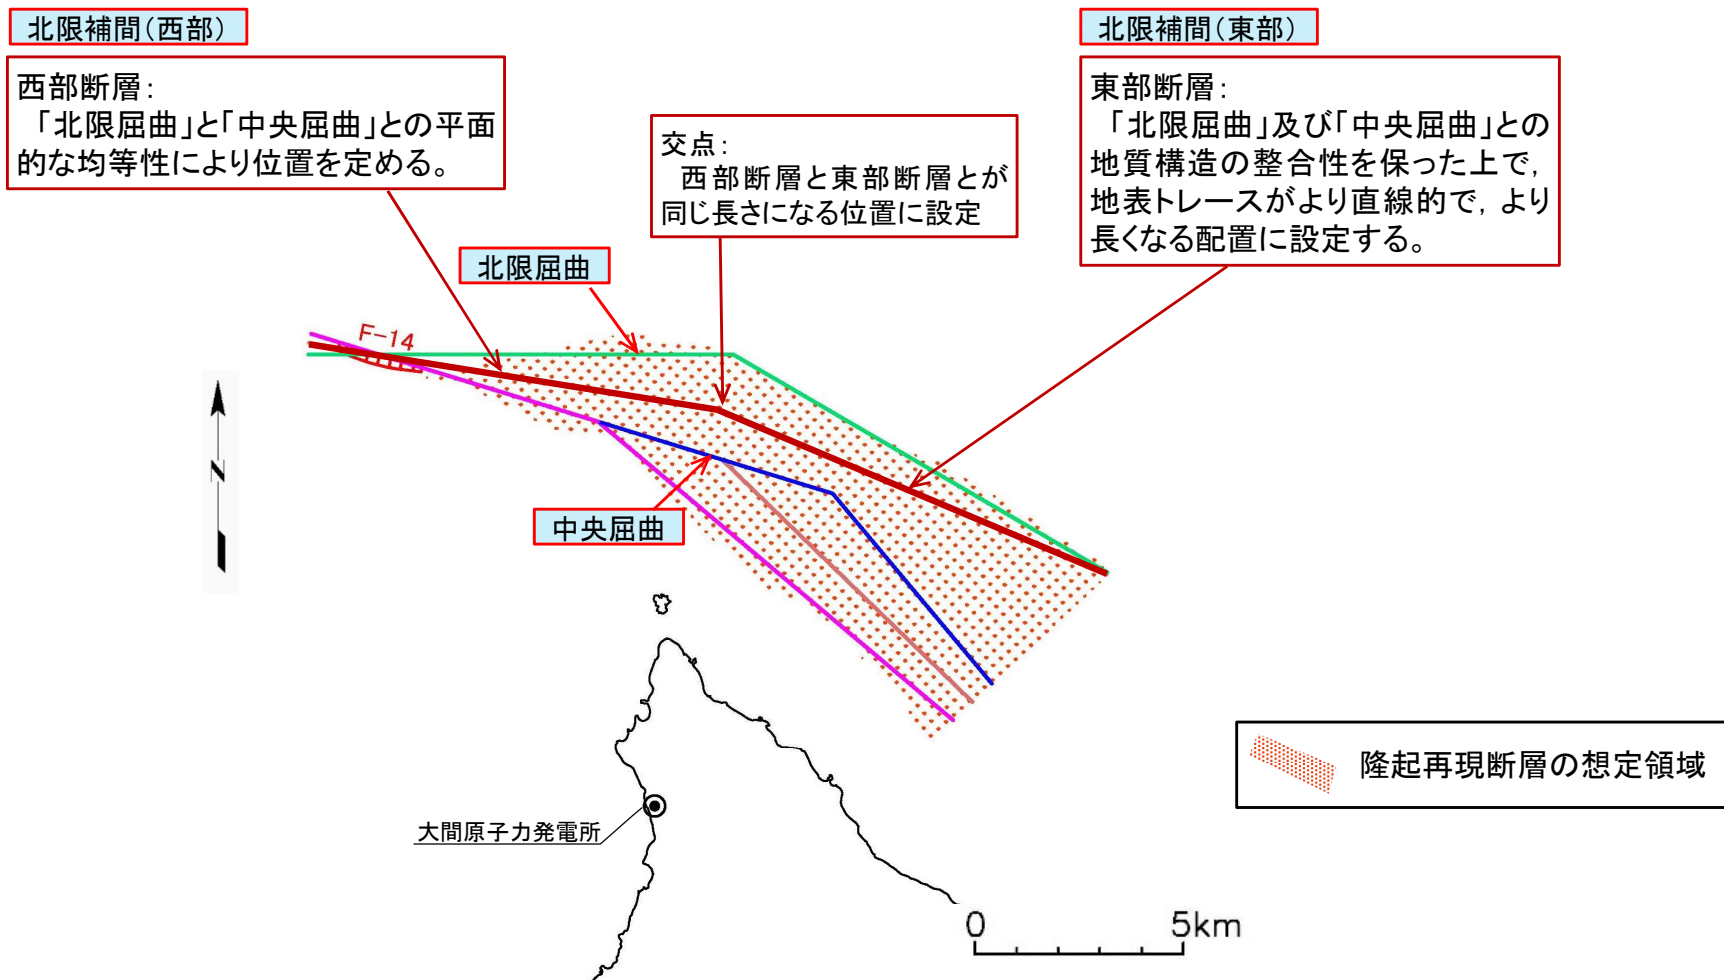 北限補間(西部)
西部断層:
「北限屈曲」と「中央屈曲」との平面
的な均等性により位置を定める。
交点:
西部断層と東部断層とが
同じ長さになる位置に設定
北限補間(東部)
東部断層:
「北限屈曲」及び「中央屈曲」との
地質構造の整合性を保った上で,
地表トレースがより直線的で,より
長くなる配置に設定する。
北限屈曲
F-14
N
中央屈曲
隆起再現断層の想定領域
大間原子力発電所
0 5km